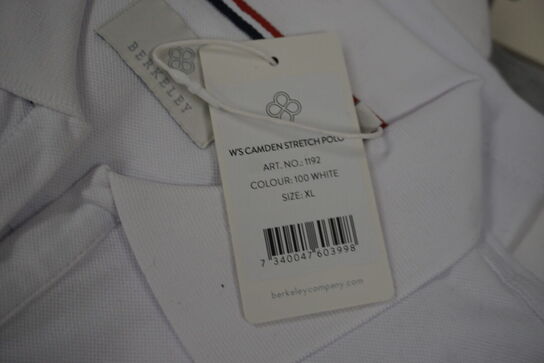 BERKELEY
W'S CAMDEN STRETCH POLO
ART. NO.: 1192
COLOUR: 100 WHITE
SIZE: XL
7 340047 603998
berkeleycompany.com